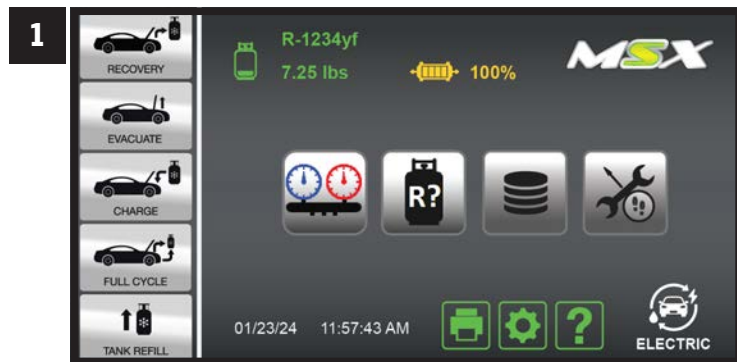 1
RECOVERY
EVACUATE
CHARGE
FULL CYCLE
TANK REFILL
R-1234yf
7.25 lbs
100%
MSX
R?
01/23/24 11:57:43 AM
?
ELECTRIC